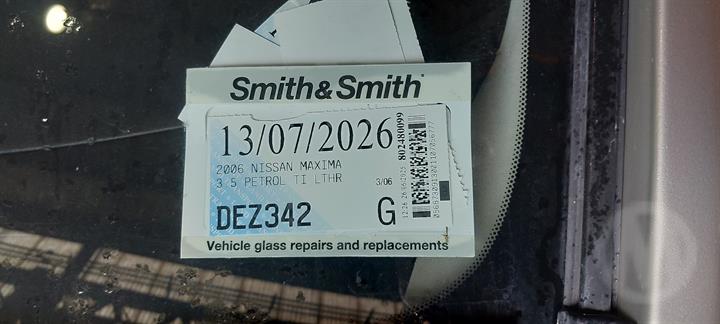 Smith&Smith®
13/07/2026
2006 NISSAN MAXIMA
3.5 PETROL TI LTHR 3/06
DEZ342 G
802480099
Vehicle glass repairs and replacements